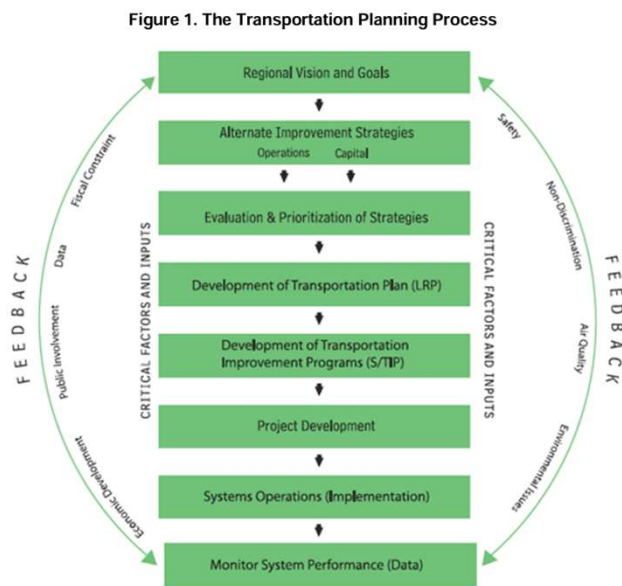 Figure 1. The Transportation Planning Process
Regional Vision and Goals
Alternate Improvement Strategies
Operations Capital
Evaluation & Prioritization of Strategies
Development of Transportation Plan (LRP)
Development of Transportation
Improvement Programs (S/TIP)
Project Development
Systems Operations (Implementation)
Monitor System Performance (Data)
FEEDBACK
Fiscal Constraint
Data
Public Involvement
Economic Development
CRITICAL FACTORS AND INPUTS
CRITICAL FACTORS AND INPUTS
Safety
Non-Discrimination
Air Quality
Environmental Issues
FEEDBACK